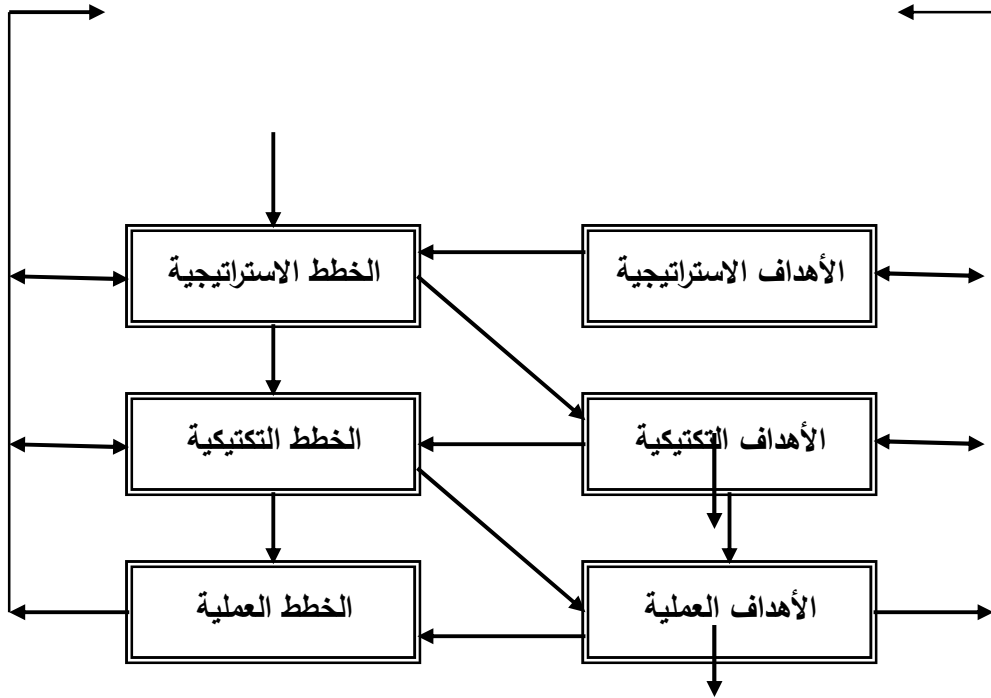 الأهداف الاستراتيجية
الخطط الاستراتيجية
الأهداف التكتيكية
الخطط التكتيكية
الأهداف العملية
الخطط العملية